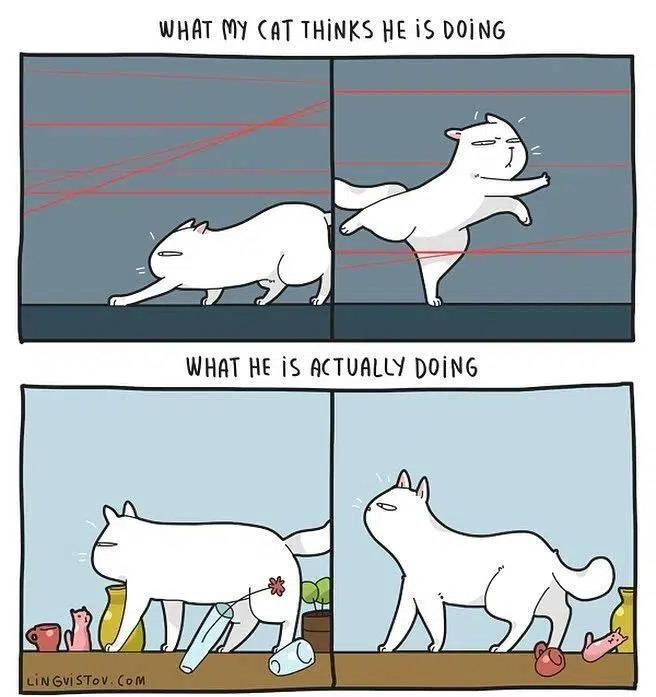 WHAT MY CAT THINKS HE iS DOING
WHAT HE iS ACTUALLY DOING
LiNGViSTOV.COM